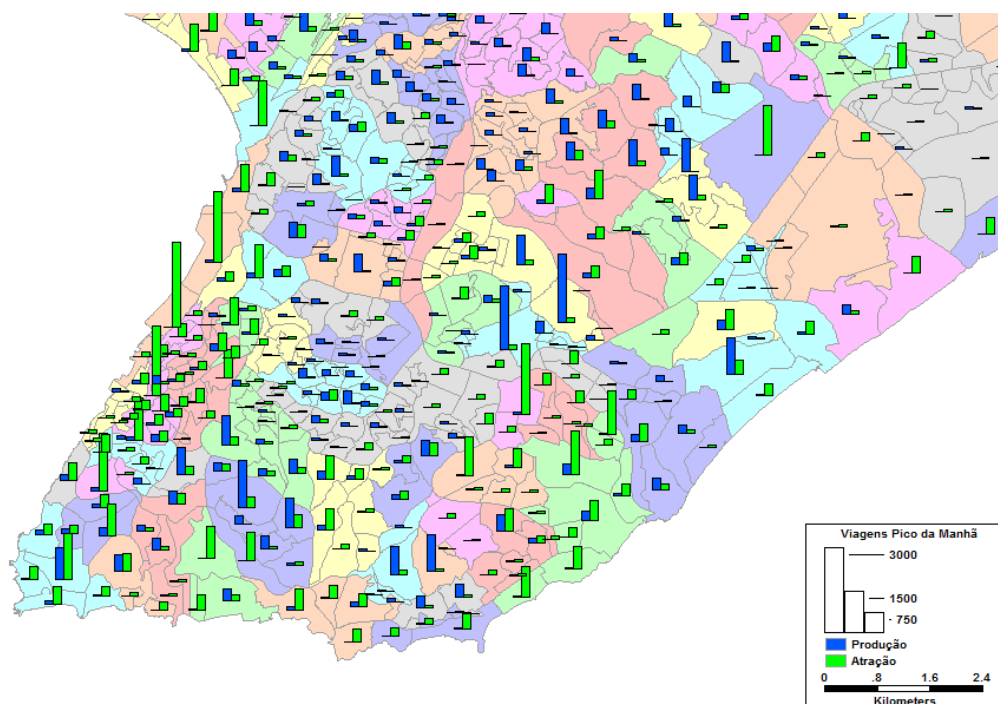 Viagens Pico da Manhã
3000
1500
750
Produção
Atração
0 .8 1.6 2.4
Kilometers